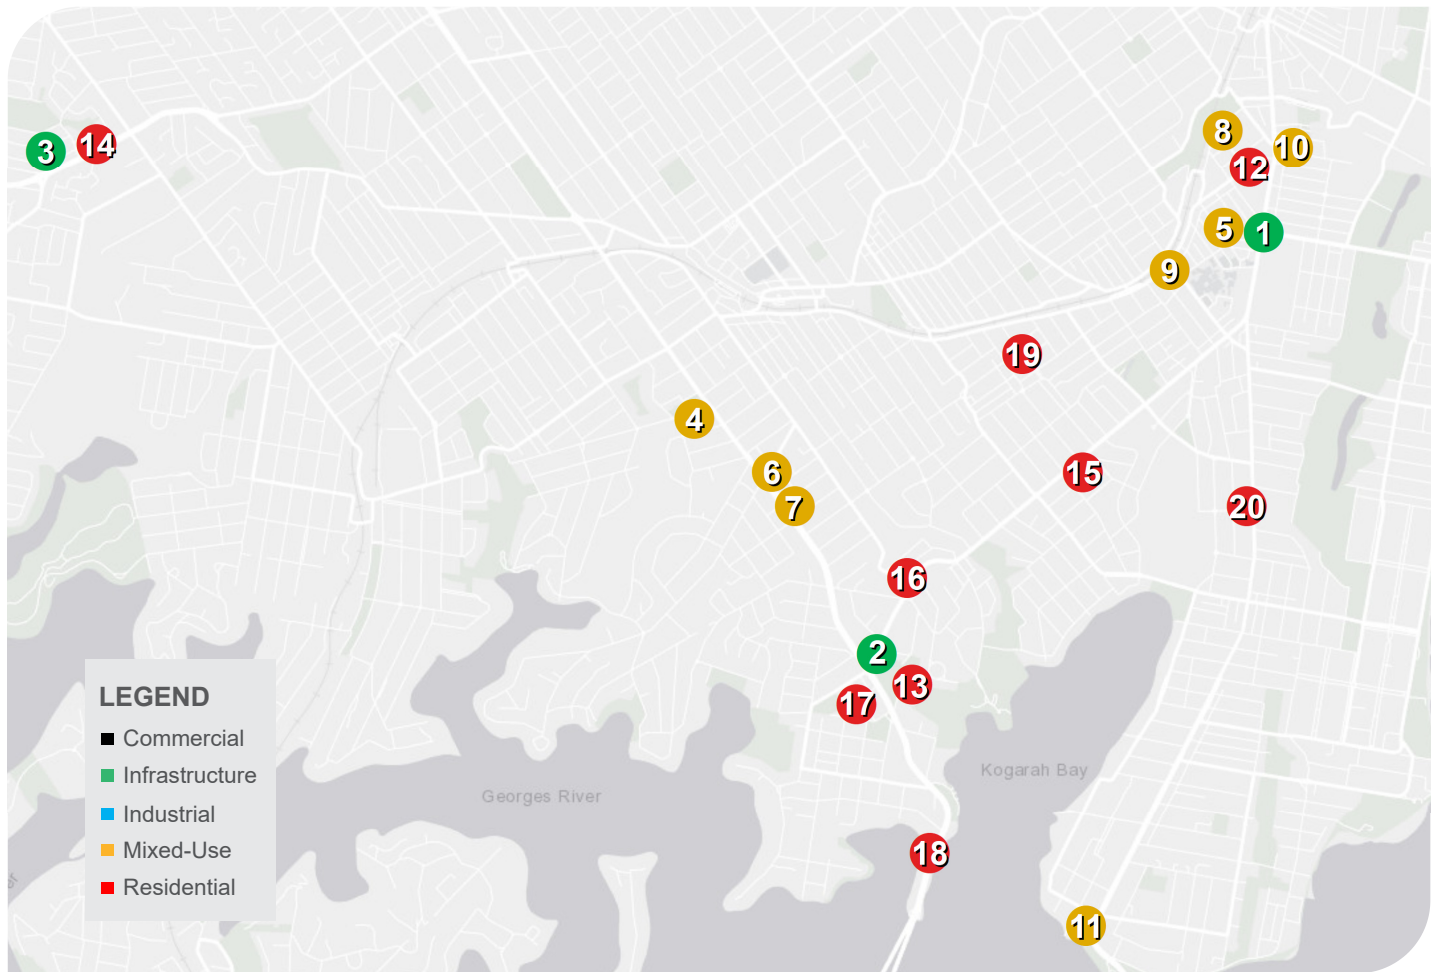 8
3
14
10
12
5
1
9
19
4
6
15
7
20
16
2
13
17
LEGEND
Commercial
Infrastructure
Industrial
Mixed-Use
Residential
Kogarah Bay
Georges River
18
11